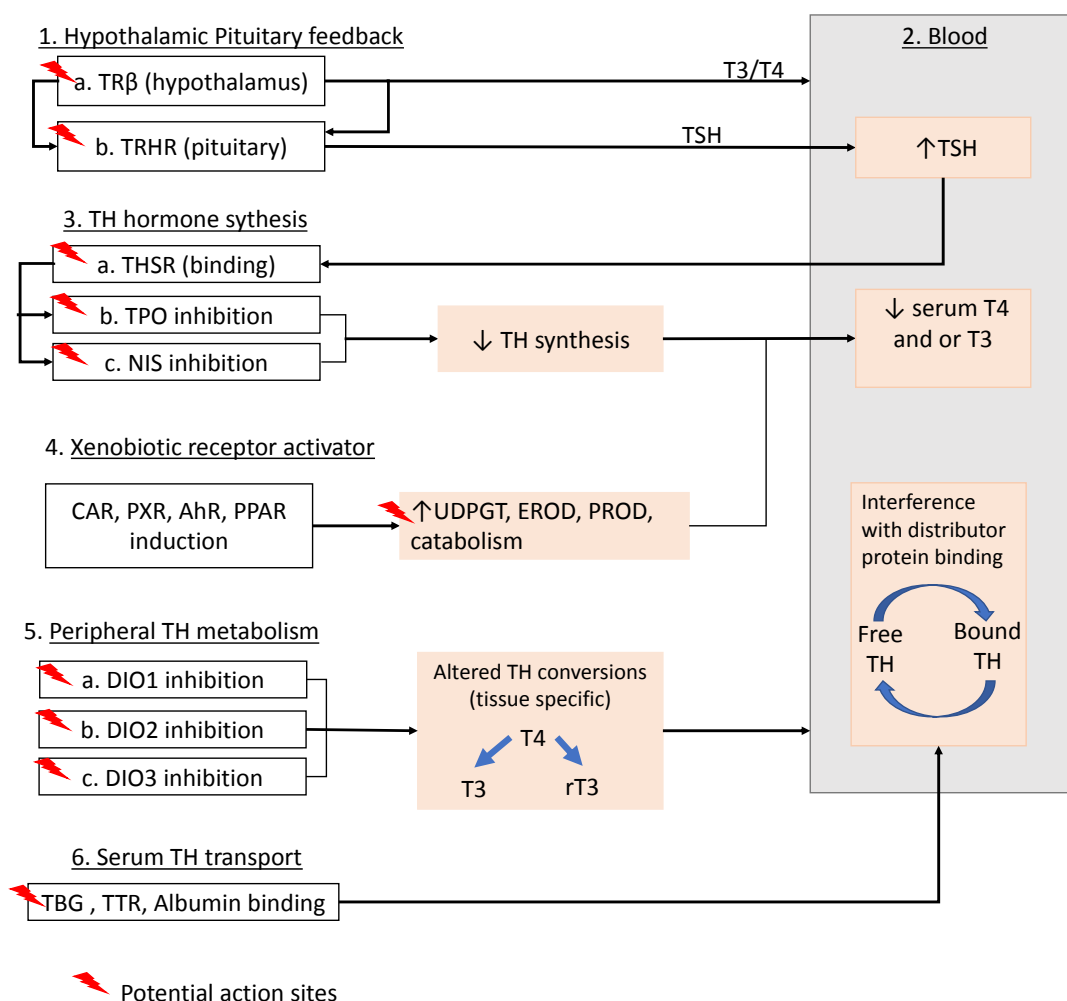 1. Hypothalamic Pituitary feedback
2. Blood
a. TRβ (hypothalamus)
T3/T4
b. TRHR (pituitary)
TSH
↑TSH
3. TH hormone sythesis
a. THSR (binding)
b. TPO inhibition
c. NIS inhibition
↓ TH synthesis
↓ serum T4
and or T3
4. Xenobiotic receptor activator
CAR, PXR, AhR, PPAR
induction
↑UDPGT, EROD, PROD,
catabolism
Interference
with distributor
protein binding
Free
TH
Bound
TH
5. Peripheral TH metabolism
a. DIO1 inhibition
b. DIO2 inhibition
c. DIO3 inhibition
Altered TH conversions
(tissue specific)
T4
T3
rT3
6. Serum TH transport
TBG , TTR, Albumin binding
Potential action sites